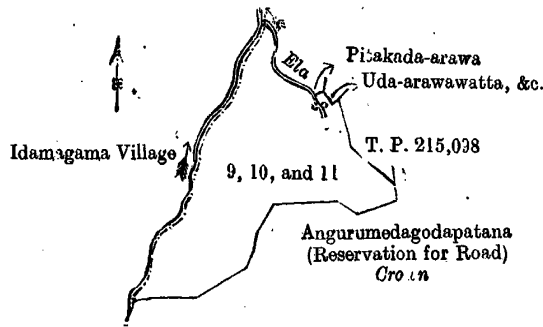 Ela
Pitakada-arawa
Uda-arawawatta, &c.
Idamagama Village
T. P. 215,098
9, 10, and 11
Angurumedagodapatana
(Reservation for Road)
Crown